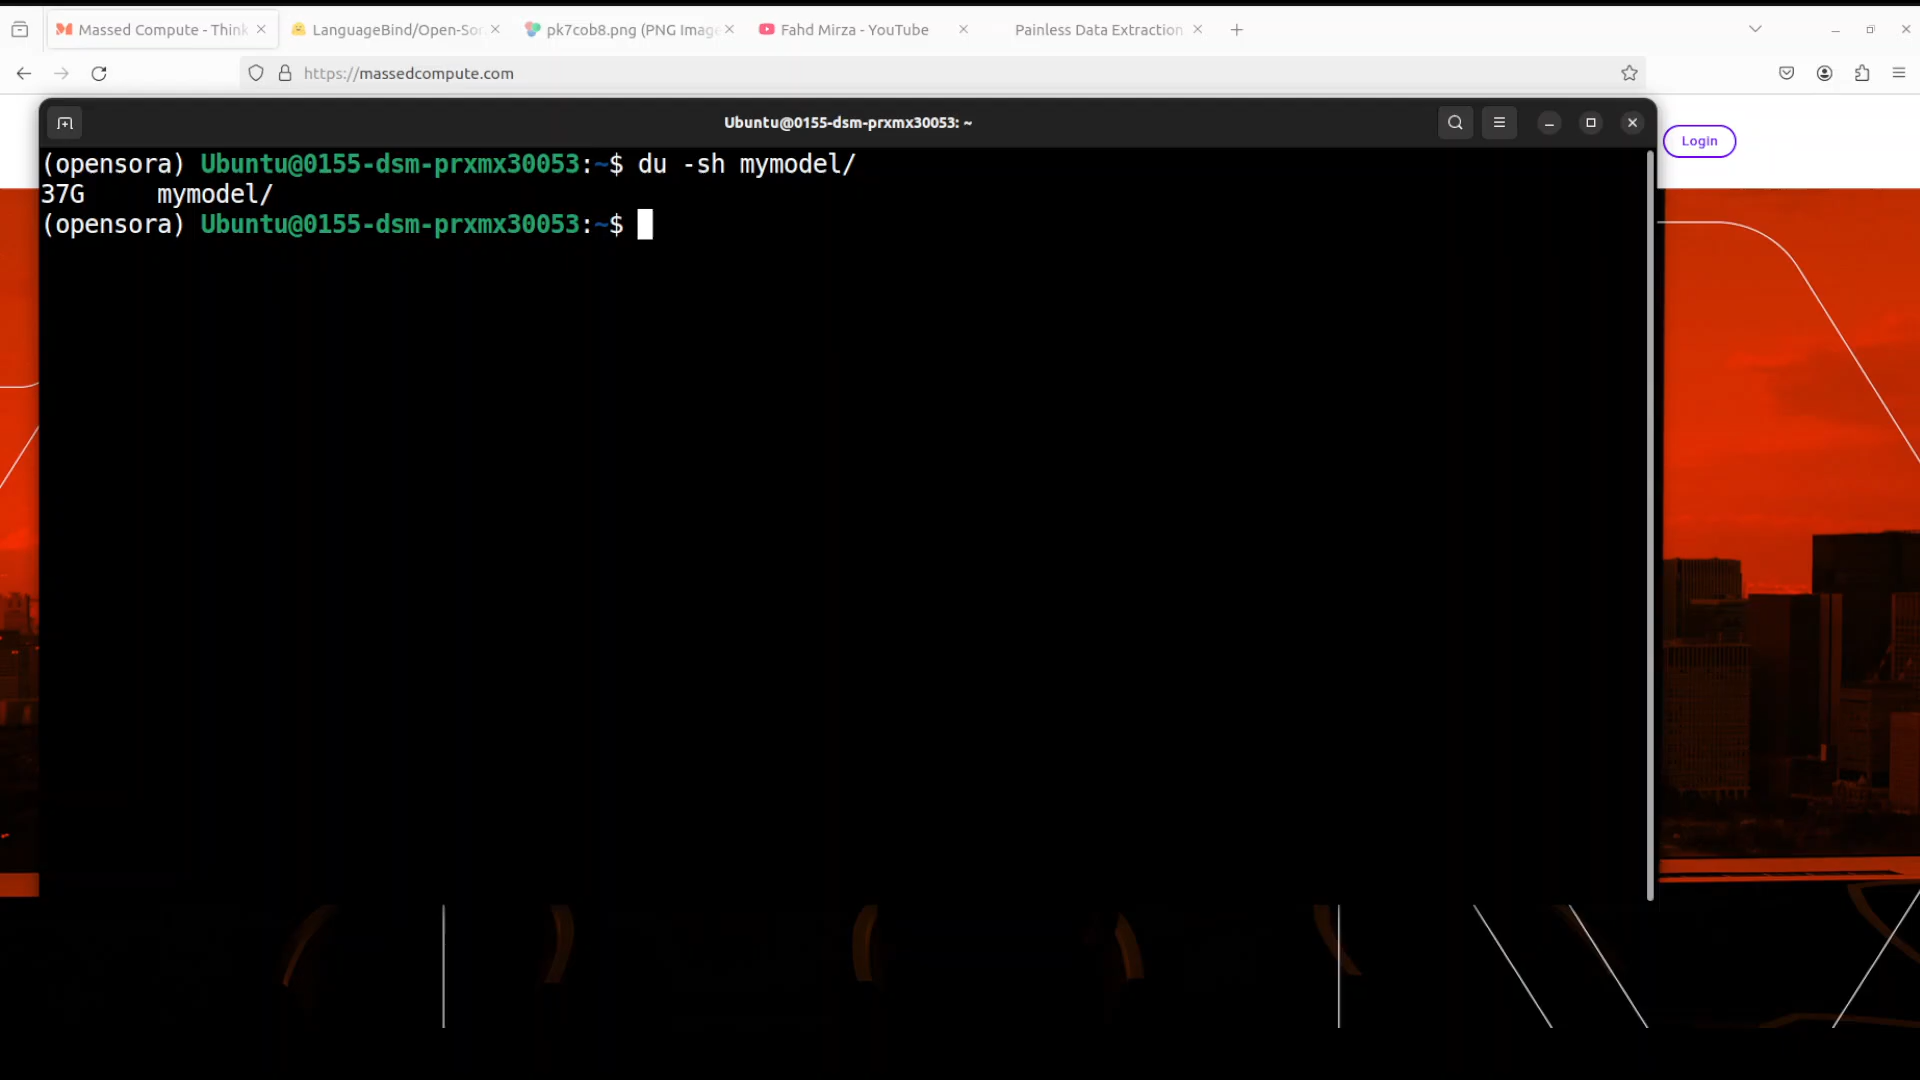 Massed Compute - Think
LanguageBind/Open-Sor
pk7cob8.png (PNG Image
Fahd Mirza - YouTube
Painless Data Extraction
https://massedcompute.com
Ubuntu@0155-dsm-prxmx30053: ~
Login
(opensora) Ubuntu@0155-dsm-prxmx30053:~$ du -sh mymodel/
37G mymodel/
(opensora) Ubuntu@0155-dsm-prxmx30053:~$